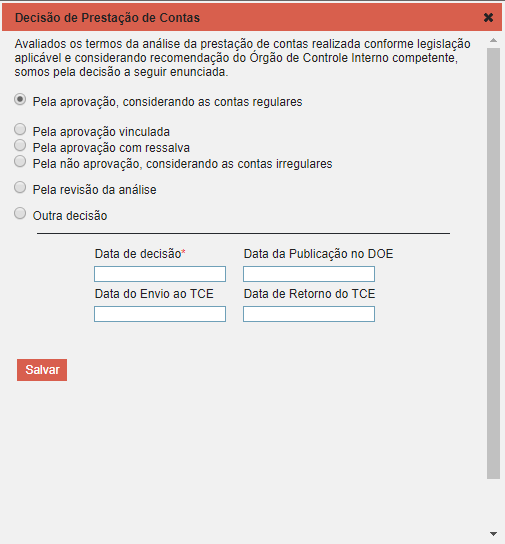 Decisão de Prestação de Contas
Avaliados os termos da análise da prestação de contas realizada conforme legislação
aplicável e considerando recomendação do Órgão de Controle Interno competente,
somos pela decisão a seguir enunciada.
Pela aprovação, considerando as contas regulares
Pela aprovação vinculada
Pela aprovação com ressalva
Pela não aprovação, considerando as contas irregulares
Pela revisão da análise
Outra decisão
Data de decisão* Data da Publicação no DOE
Data do Envio ao TCE Data de Retorno do TCE
Salvar